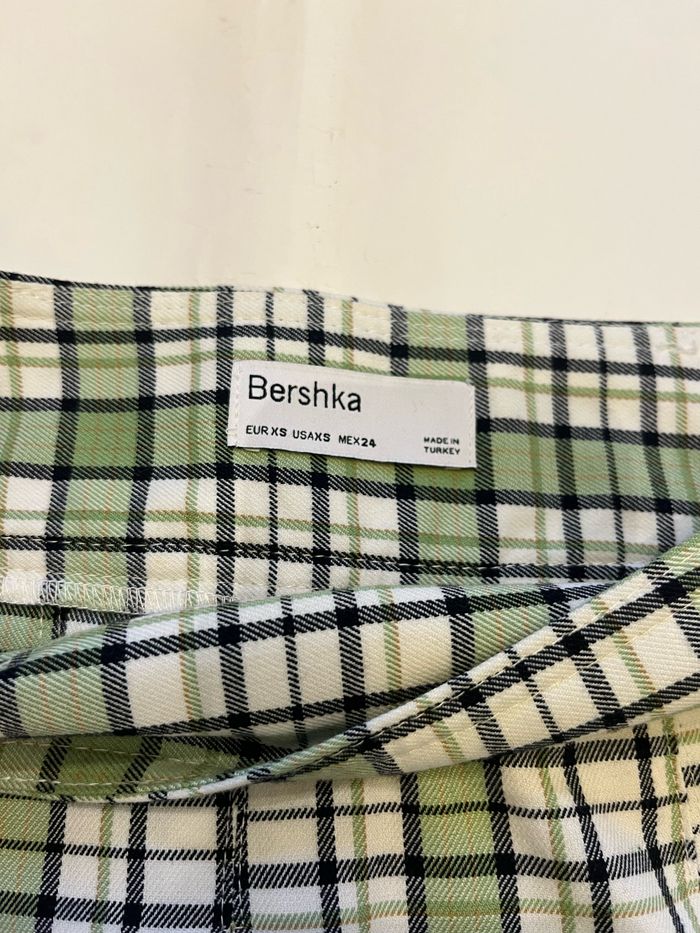 Bershka
EUR XS USA XS MEX 24
MADE IN
TURKEY